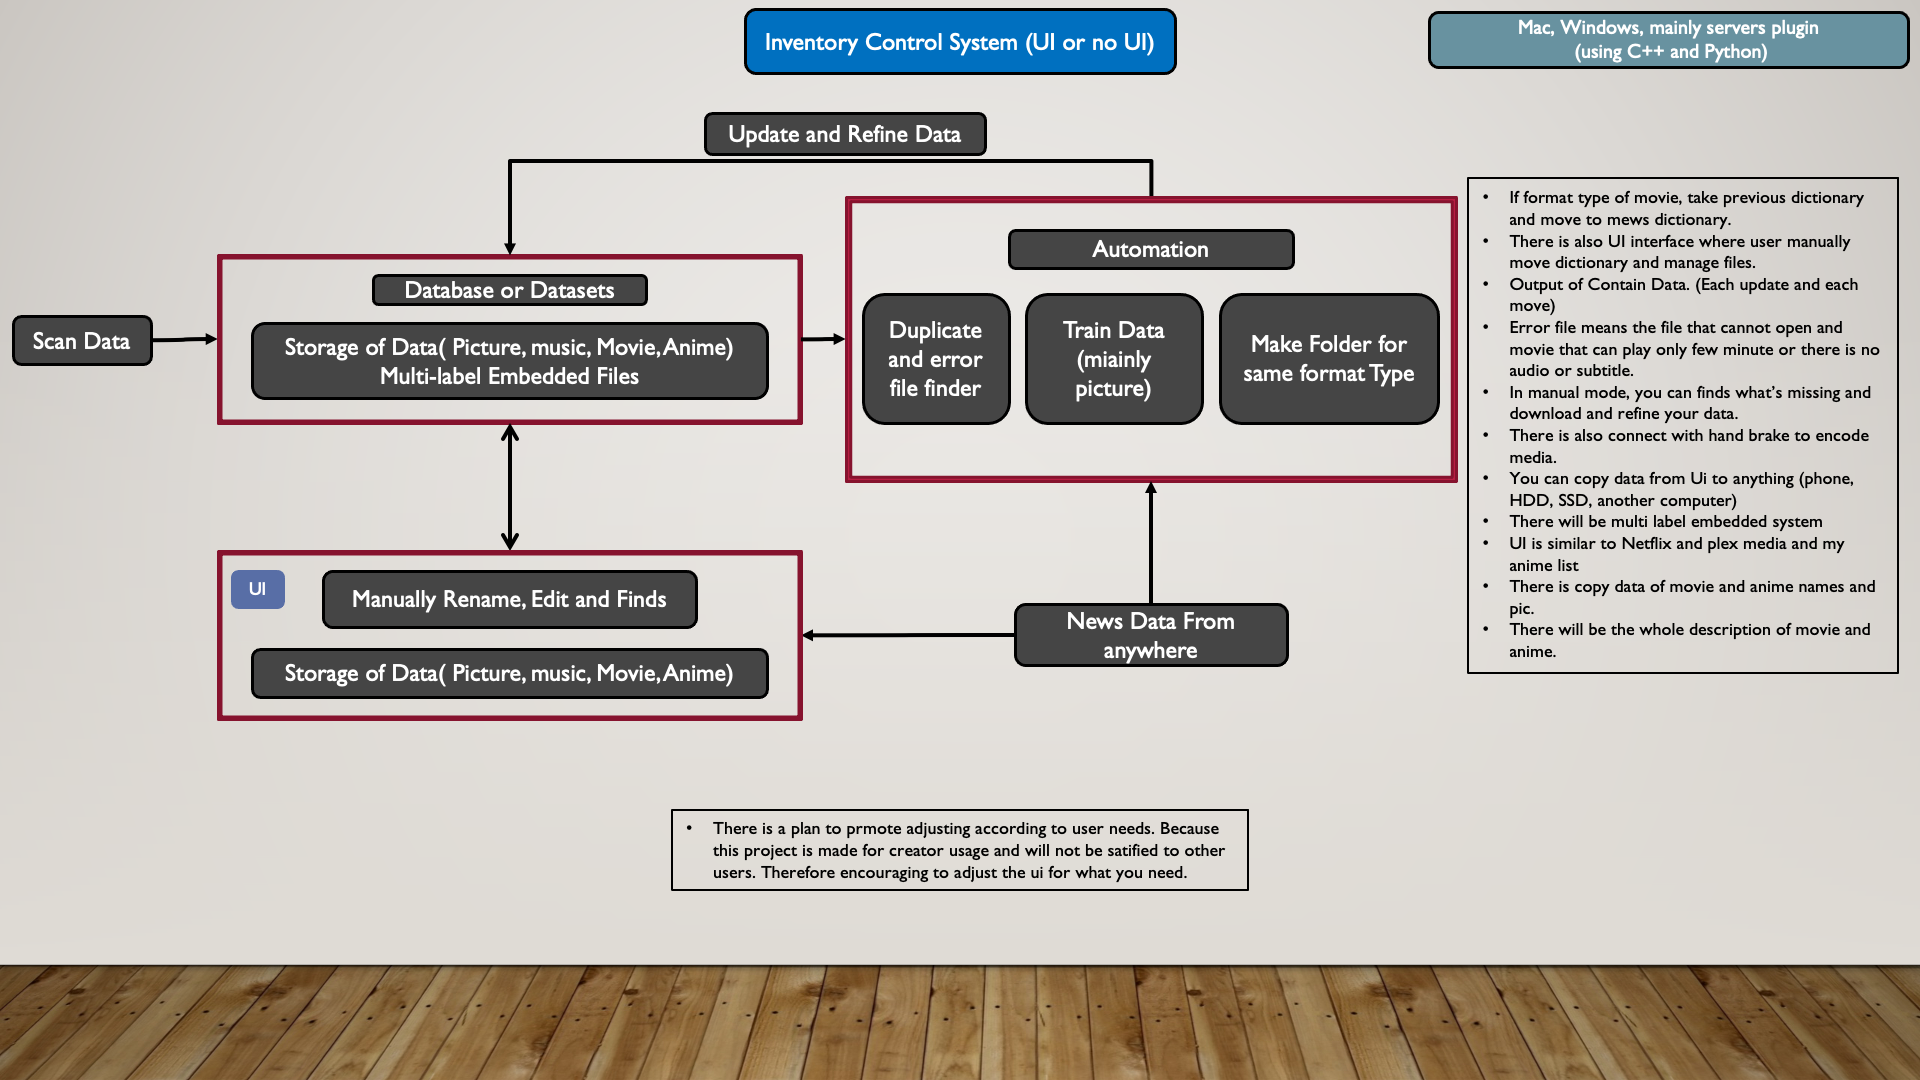 Inventory Control System (UI or no UI)
Mac, Windows, mainly servers plugin
(using C++ and Python)
Update and Refine Data
Scan Data
Database or Datasets
Storage of Data( Picture, music, Movie, Anime)
Multi-label Embedded Files
Automation
Duplicate
and error
file finder
Train Data
(miainly
picture)
Make Folder for
same format Type
UI
Manually Rename, Edit and Finds
Storage of Data( Picture, music, Movie, Anime)
News Data From
anywhere
• If format type of movie, take previous dictionary
and move to mews dictionary.
• There is also UI interface where user manually
move dictionary and manage files.
• Output of Contain Data. (Each update and each
move)
• Error file means the file that cannot open and
movie that can play only few minute or there is no
audio or subtitle.
• In manual mode, you can finds what's missing and
download and refine your data.
• There is also connect with hand brake to encode
media.
• You can copy data from Ui to anything (phone,
HDD, SSD, another computer)
• There will be multi label embedded system
• UI is similar to Netflix and plex media and my
anime list
• There is copy data of movie and anime names and
pic.
• There will be the whole description of movie and
anime.
• There is a plan to prmote adjusting according to user needs. Because
this project is made for creator usage and will not be satified to other
users. Therefore encouraging to adjust the ui for what you need.